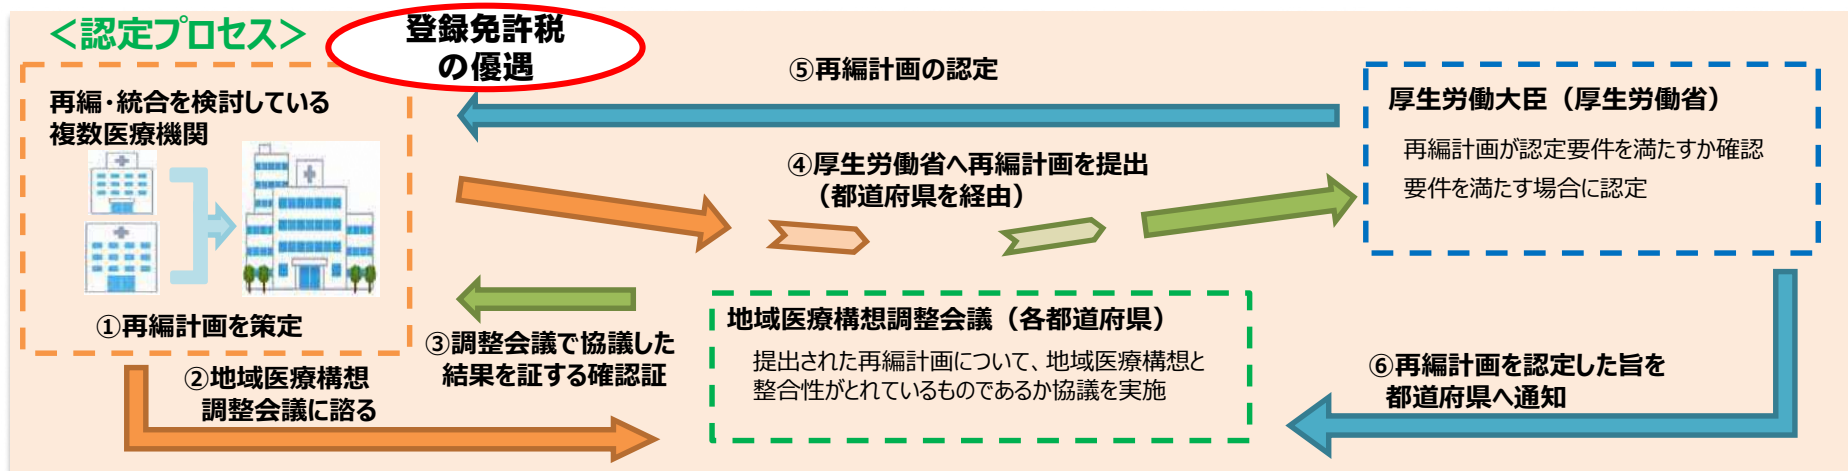 ＜認定プロセス＞
登録免許税
の優遇
再編・統合を検討している
複数医療機関
①再編計画を策定
②地域医療構想
調整会議に諮る
③調整会議で協議した
結果を証する確認証
④厚生労働省へ再編計画を提出
（都道府県を経由）
⑤再編計画の認定
厚生労働大臣（厚生労働省）
再編計画が認定要件を満たすか確認
要件を満たす場合に認定
地域医療構想調整会議（各都道府県）
提出された再編計画について、地域医療構想と
整合性がとれているものであるか協議を実施
⑥再編計画を認定した旨を
都道府県へ通知